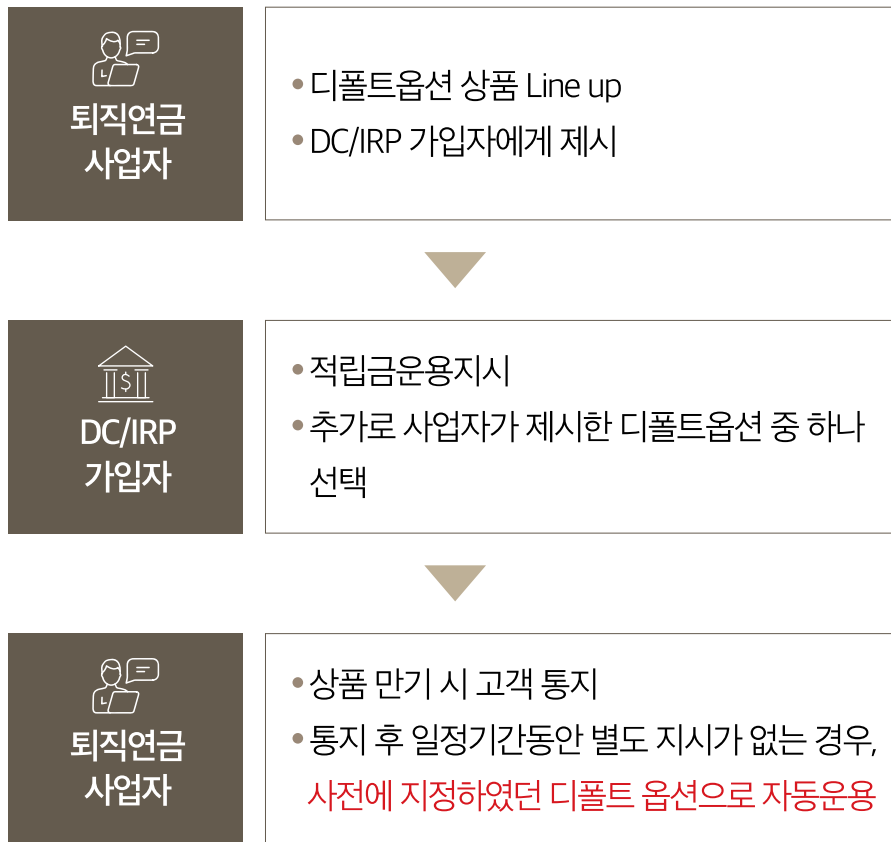 퇴직연금
사업자
• 디폴트옵션 상품 Line up
• DC/IRP 가입자에게 제시
$
DC/IRP
가입자
• 적립금운용지시
• 추가로 사업자가 제시한 디폴트옵션 중 하나
선택
퇴직연금
사업자
• 상품 만기 시 고객 통지
• 통지 후 일정기간동안 별도 지시가 없는 경우,
사전에 지정하였던 디폴트 옵션으로 자동운용